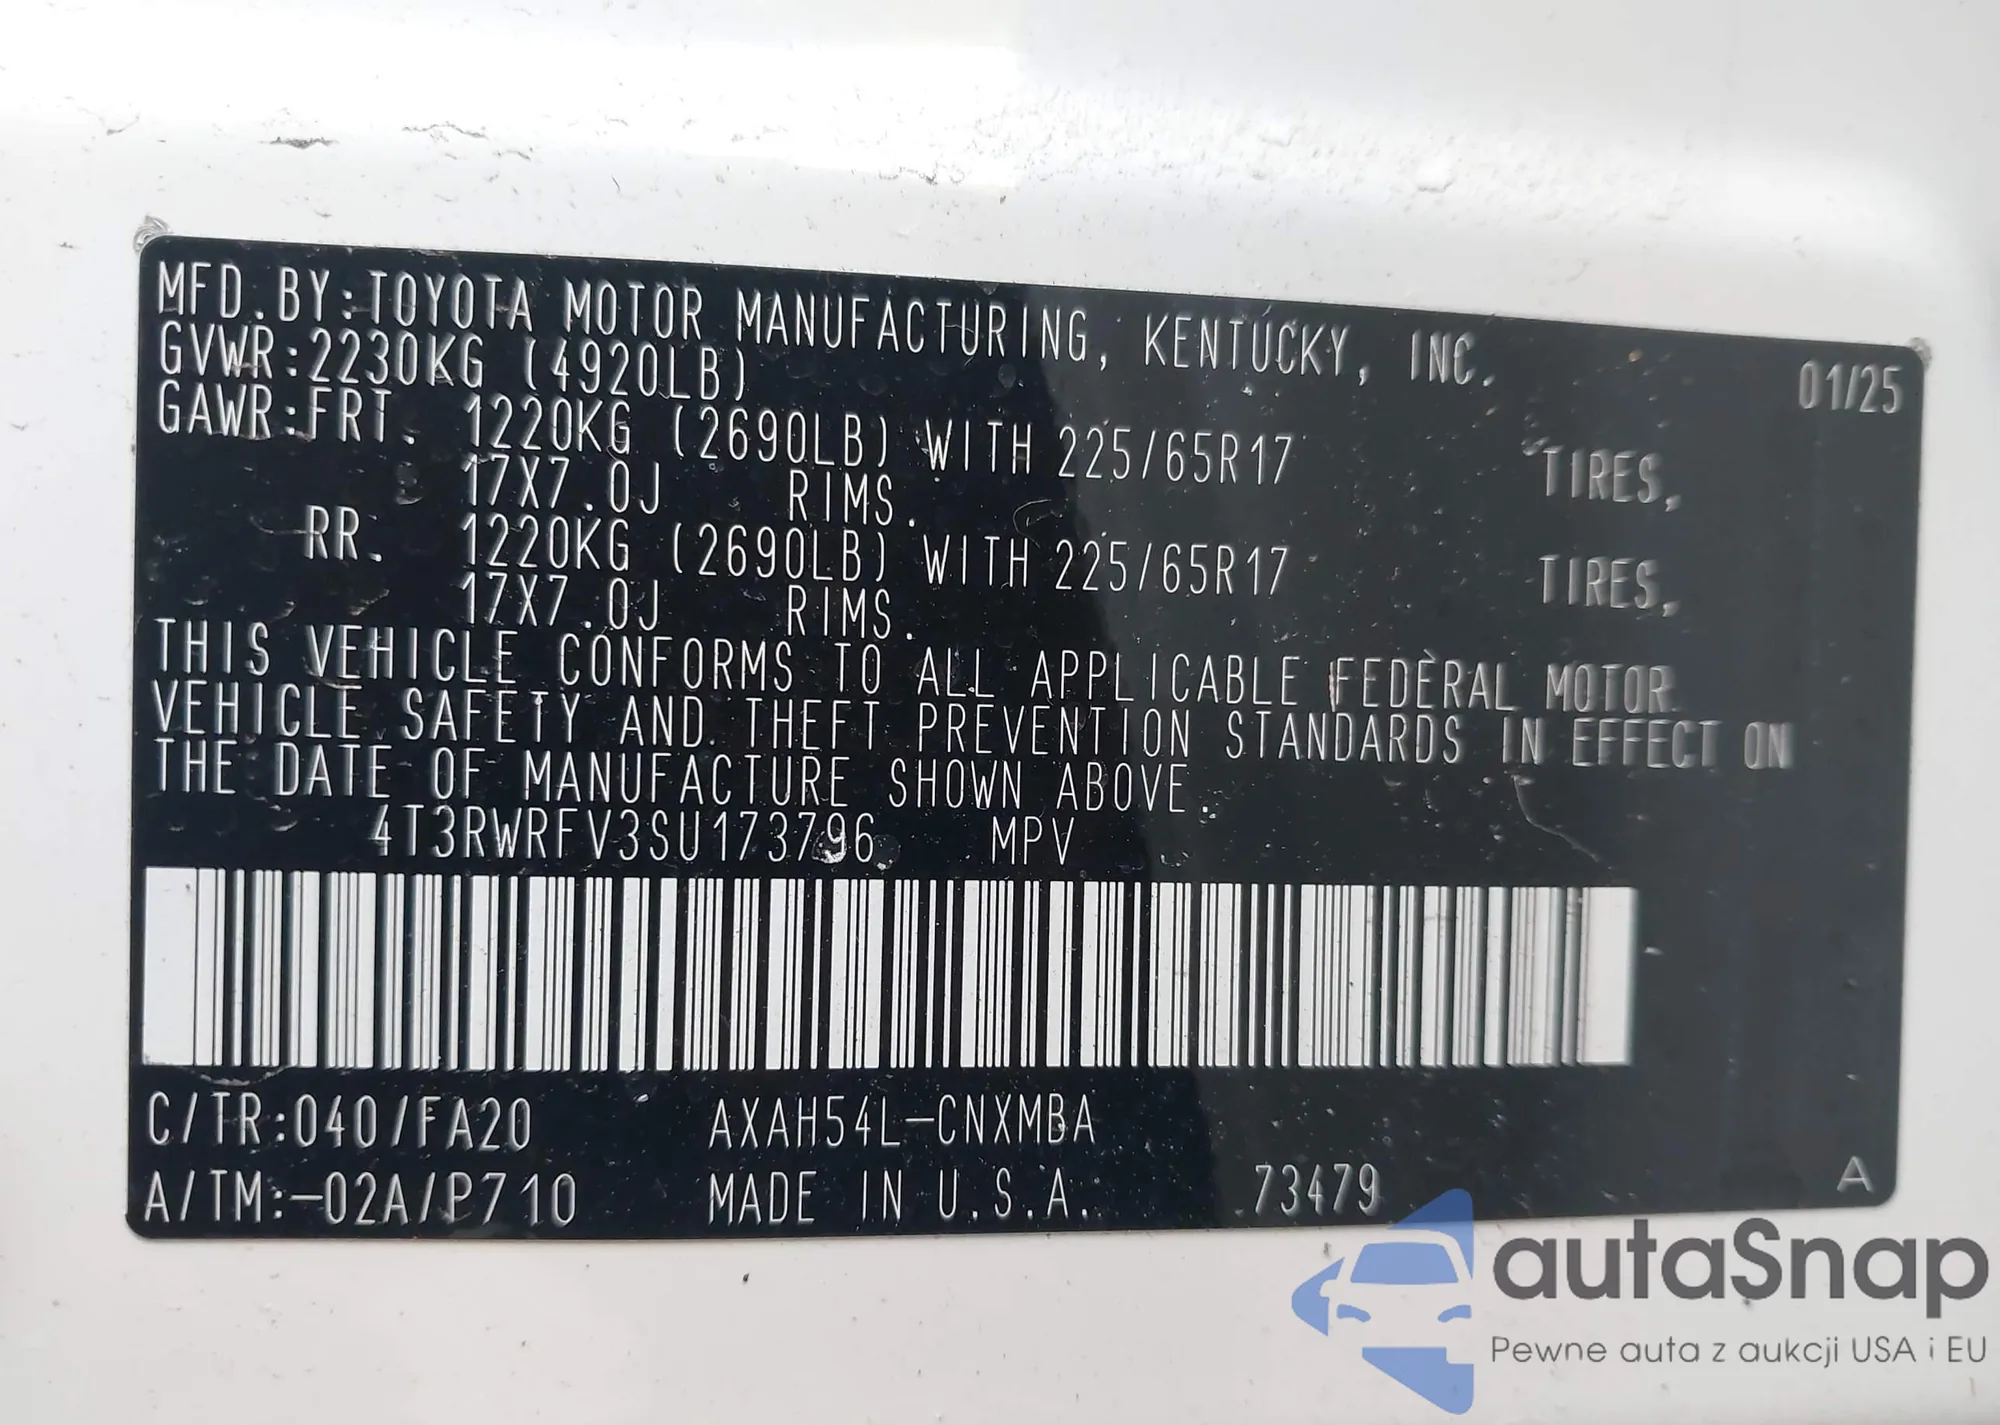 MFD. BY:TOYOTA MOTOR MANUFACTURING, KENTUCKY, INC. 01/25
GVWR:2230KG (4920LB)
GAWR:FRT. 1220KG (2690LB) WITH 225/65R17 TIRES,
17X7.0J RIMS.
RR. 1220KG (2690LB) WITH 225/65R17 TIRES,
17X7.0J RIMS.
THIS VEHICLE CONFORMS TO ALL APPLICABLE FEDERAL MOTOR
VEHICLE SAFETY AND THEFT PREVENTION STANDARDS IN EFFECT ON
THE DATE OF MANUFACTURE SHOWN ABOVE.
4T3RWRFV3SU173796 MPV
C/TR:040/FA20 AXAH54L-CNXMBA
A/TM:-02A/P710 MADE IN U.S.A. 73479 A
autaSnap
Pewne auta z aukcji USA i EU